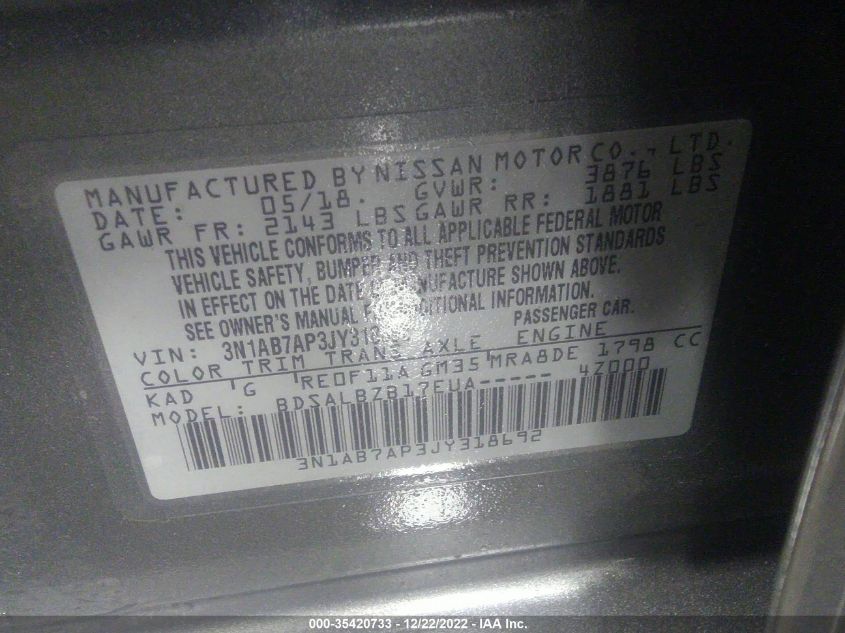 MANUFACTURED BY NISSAN MOTOR CO., LTD.
DATE: 05/18. GVWR: 3876 LBS
GAWR FR: 2143 LBS GAWR RR: 1881 LBS
THIS VEHICLE CONFORMS TO ALL APPLICABLE FEDERAL MOTOR
VEHICLE SAFETY, BUMPER AND THEFT PREVENTION STANDARDS
IN EFFECT ON THE DATE OF MANUFACTURE SHOWN ABOVE.
SEE OWNER'S MANUAL FOR ADDITIONAL INFORMATION.
PASSENGER CAR.
VIN: 3N1AB7AP3JY318
COLOR TRIM TRANS AXLE ENGINE
KAD G RE0F11A GM35 MRA8DE 1798 CC
MODEL: BDSALBZB17EUA----- 4Z000
3N1AB7AP3JY318692
000-35420733 - 12/22/2022 - IAA Inc.